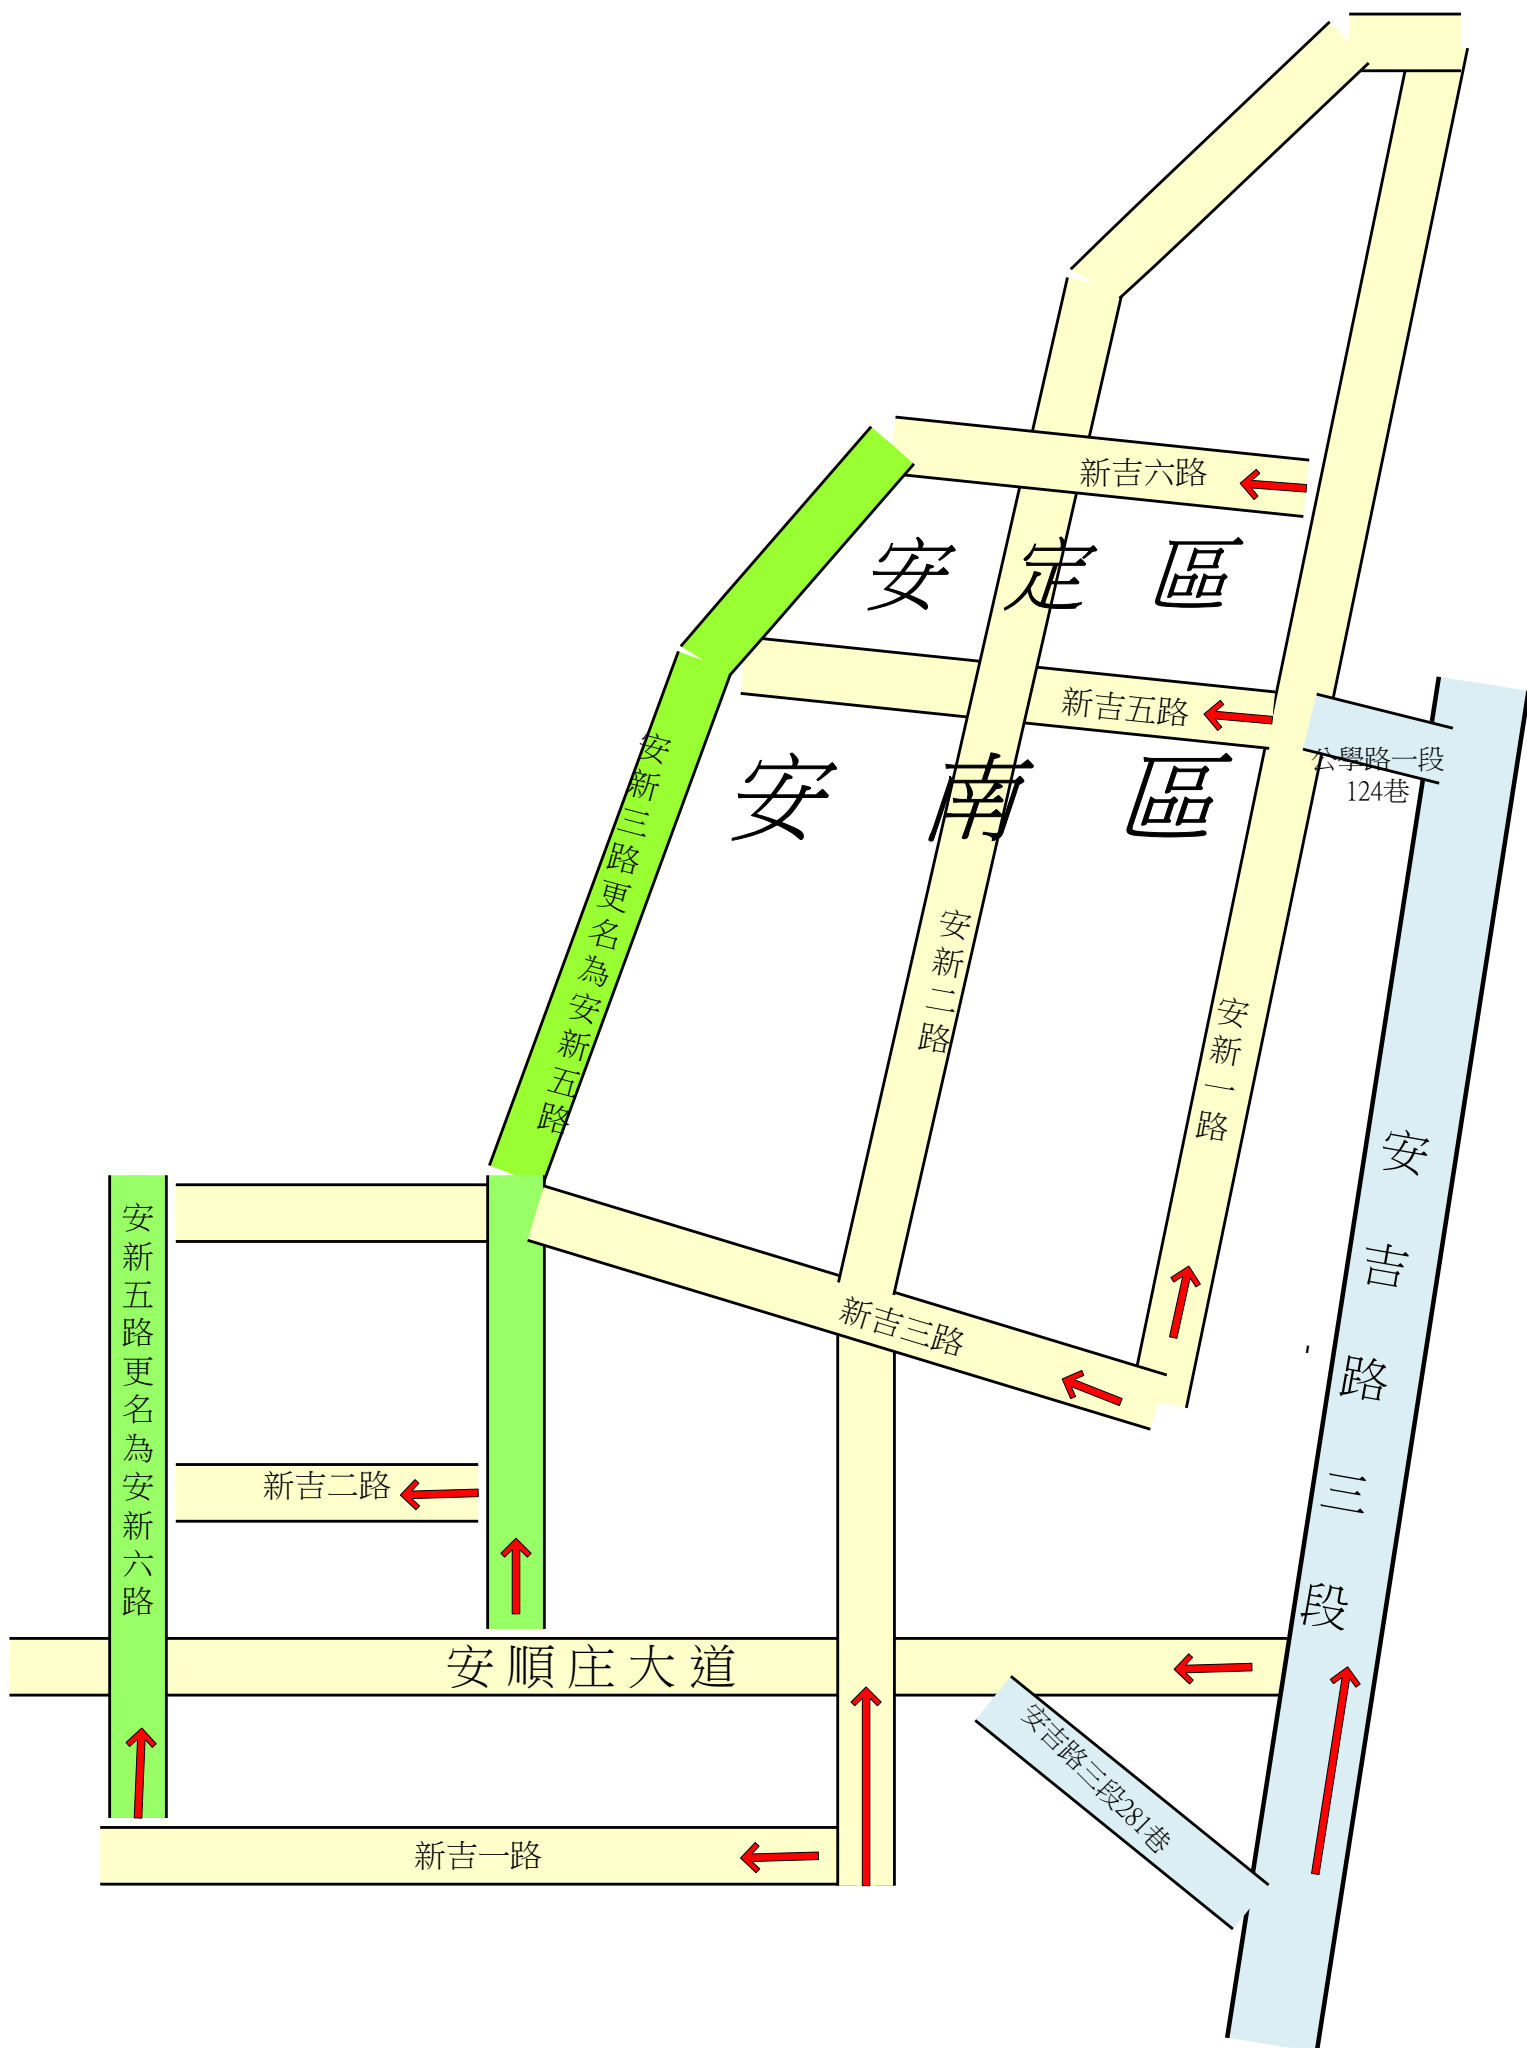 新吉六路
安定區
新吉五路
公學路一段
124巷
安南區
安新三路更名為安新五路
安新二路
安新一路
安吉路三段
安新五路更名為安新六路
新吉三路
新吉二路
安順庄大道
安吉路三段281巷
新吉一路